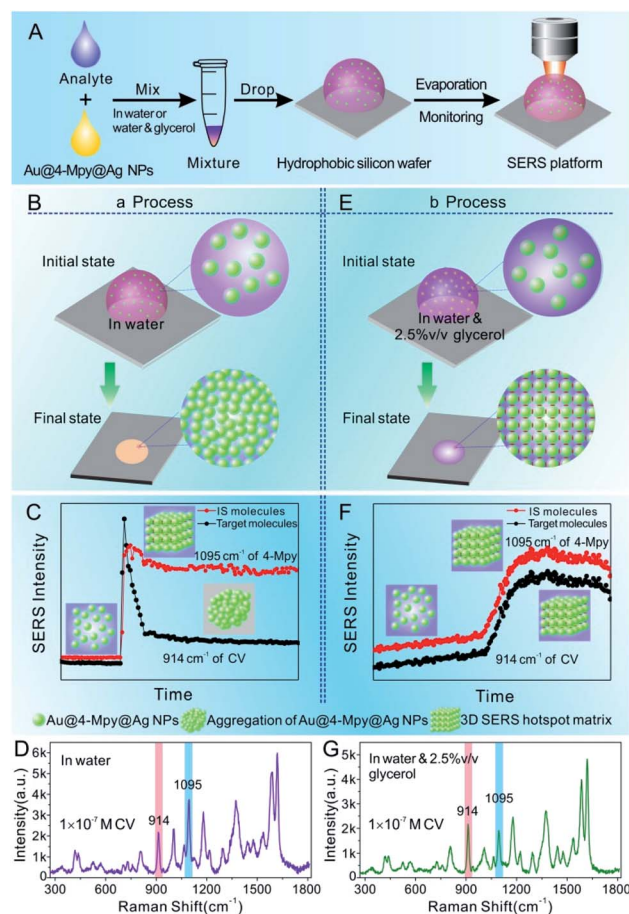 A
Analyte
+
Au@4-Mpy@Ag NPs
Mix
In water or
water & glycerol
Mixture
Drop
Hydrophobic silicon wafer
Evaporation
Monitoring
SERS platform
B
a Process
Initial state
In water
Final state
E
b Process
Initial state
In water &
2.5%v/v glycerol
Final state
C
IS molecules
Target molecules
1095 cm⁻¹ of 4-Mpy
914 cm⁻¹ of CV
SERS Intensity
Time
F
IS molecules
Target molecules
1095 cm⁻¹ of 4-Mpy
914 cm⁻¹ of CV
SERS Intensity
Time
Au@4-Mpy@Ag NPs Aggregation of Au@4-Mpy@Ag NPs 3D SERS hotspot matrix
D
In water
1×10⁻⁷ M CV
914
1095
6k
5k
4k
3k
2k
1k
0
Intensity(a.u.)
300 600 900 1200 1500 1800
Raman Shift(cm⁻¹)
G
In water & 2.5%v/v
glycerol
1×10⁻⁷ M CV
914
1095
6k
5k
4k
3k
2k
1k
0
Intensity(a.u.)
300 600 900 1200 1500 1800
Raman Shift(cm⁻¹)